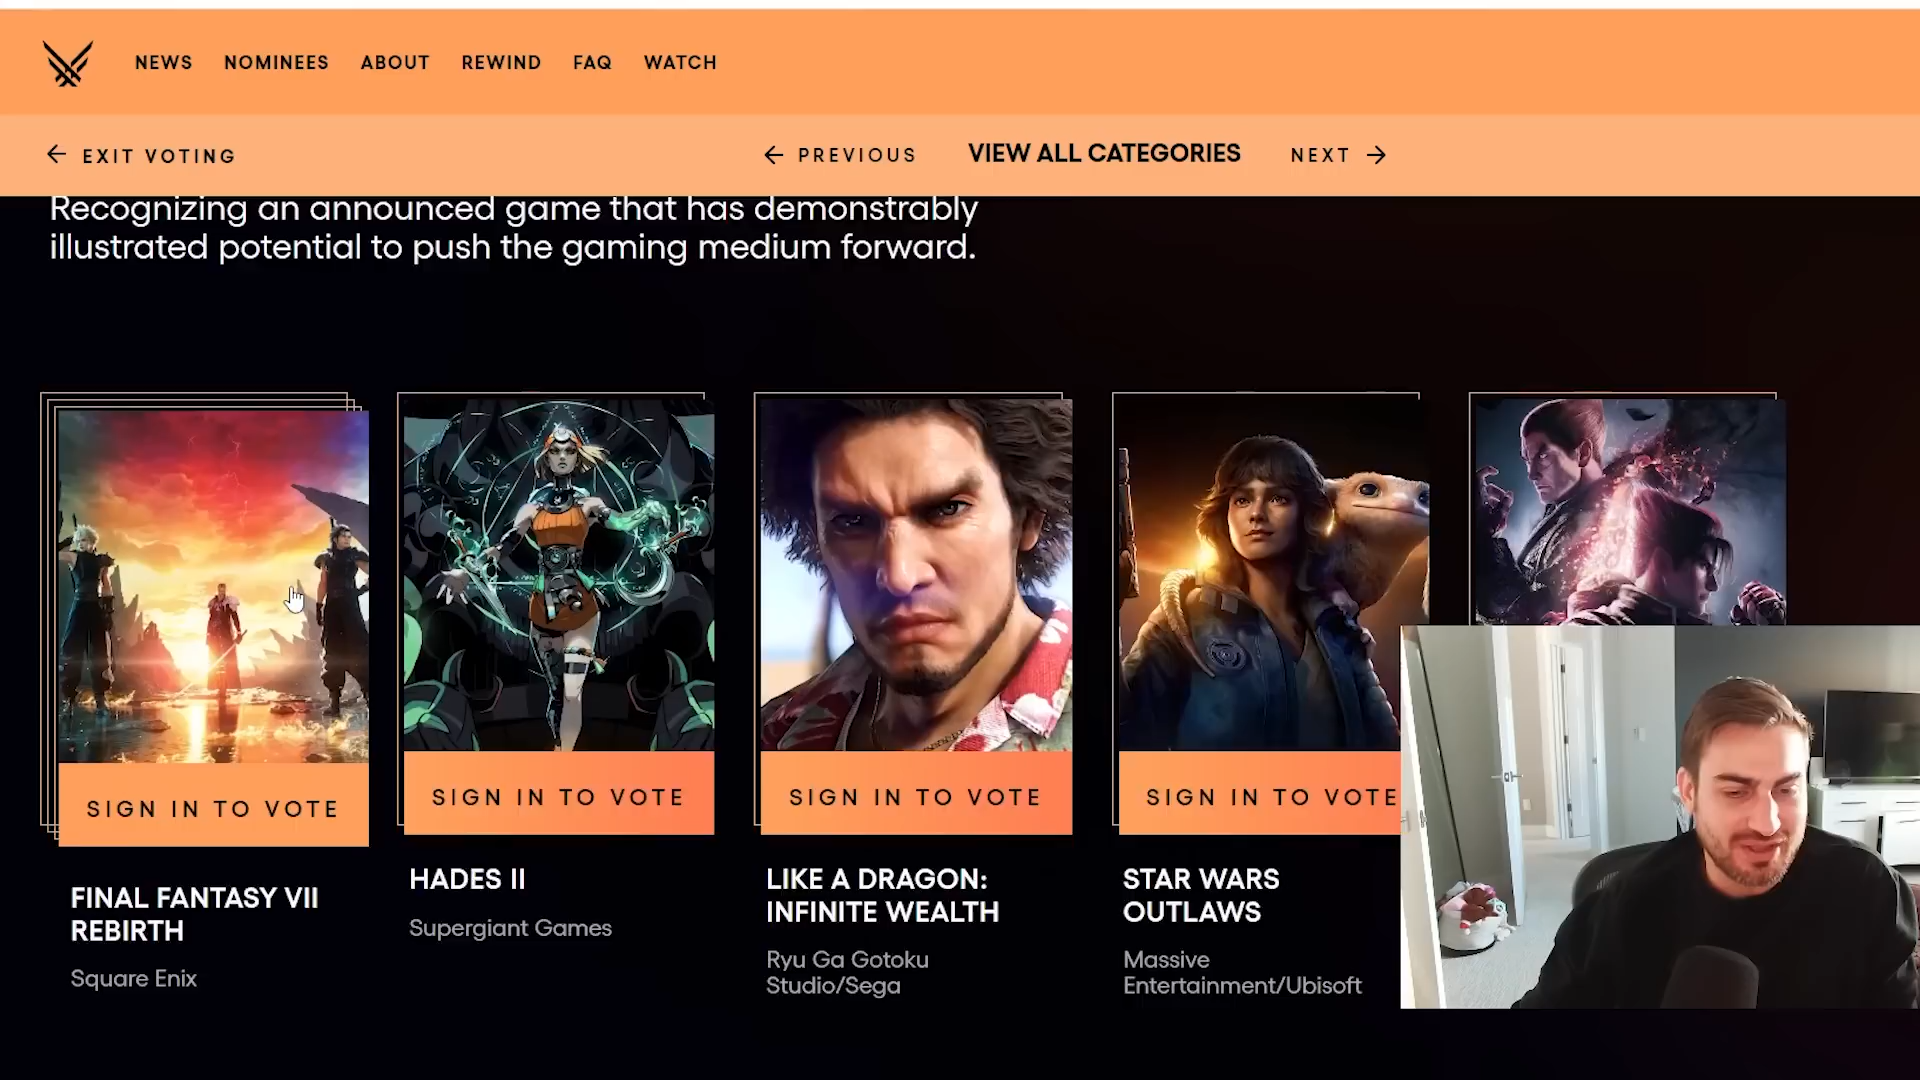 NEWS NOMINEES ABOUT REWIND FAQ WATCH
EXIT VOTING PREVIOUS VIEW ALL CATEGORIES NEXT
Recognizing an announced game that has demonstrably
illustrated potential to push the gaming medium forward.
SIGN IN TO VOTE
FINAL FANTASY VII
REBIRTH
Square Enix
SIGN IN TO VOTE
HADES II
Supergiant Games
SIGN IN TO VOTE
LIKE A DRAGON:
INFINITE WEALTH
Ryu Ga Gotoku
Studio/Sega
SIGN IN TO VOTE
STAR WARS
OUTLAWS
Massive
Entertainment/Ubisoft